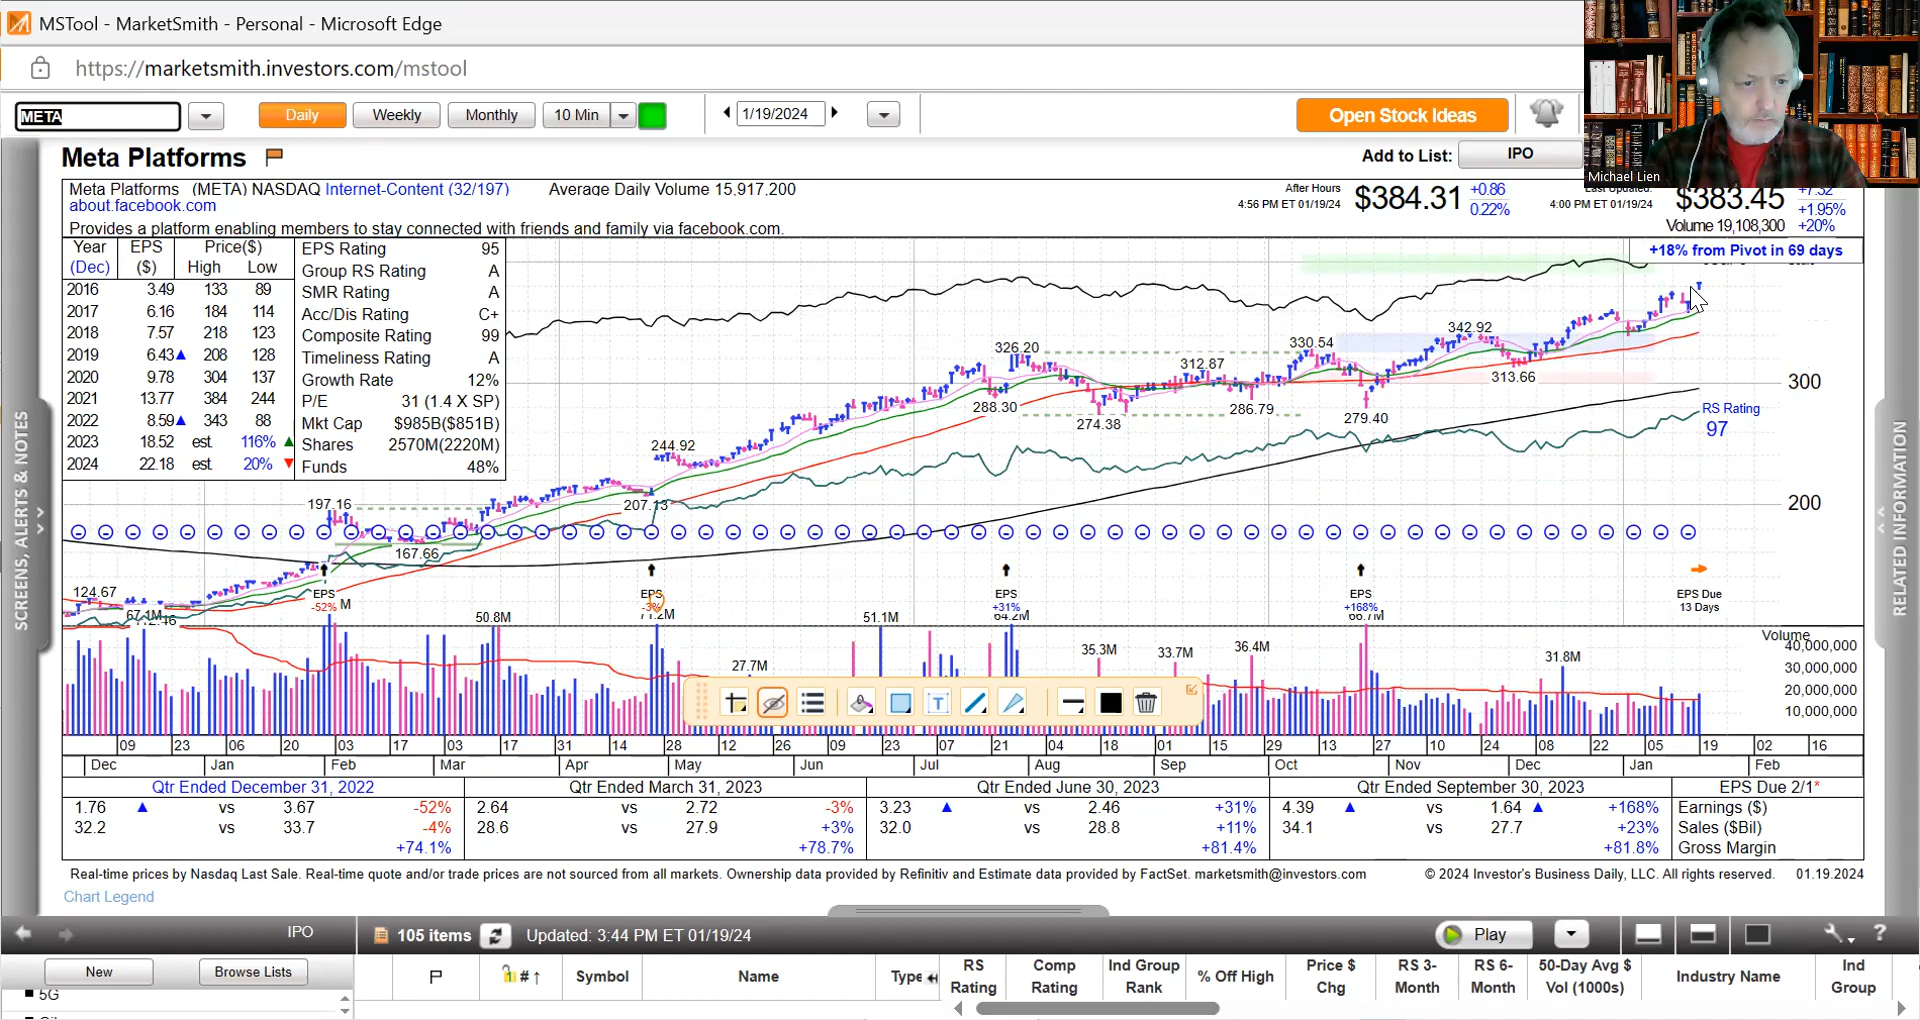 MSTool - MarketSmith - Personal - Microsoft Edge
https://marketsmith.investors.com/mstool
META Daily Weekly Monthly 10 Min 1/19/2024 Open Stock Ideas
Michael Lien
Meta Platforms Add to List: IPO
Meta Platforms (META) NASDAQ Internet-Content (32/197) Average Daily Volume 15,917,200
about.facebook.com
Provides a platform enabling members to stay connected with friends and family via facebook.com.
After Hours
4:56 PM ET 01/19/24 $384.31 +0.86
0.22%
4:00 PM ET 01/19/24 $383.45 +7.32
+1.95%
Volume 19,108,300 +20%
+18% from Pivot in 69 days
Year EPS Price($)
(Dec) ($) High Low
2016 3.49 133 89
2017 6.16 184 114
2018 7.57 218 123
2019 6.43 208 128
2020 9.78 304 137
2021 13.77 384 244
2022 8.59 343 88
2023 18.52 est. 116%
2024 22.18 est 20%
EPS Rating 95
Group RS Rating A
SMR Rating A
Acc/Dis Rating C+
Composite Rating 99
Timeliness Rating A
Growth Rate 12%
P/E 31 (1.4 X SP)
Mkt Cap $985B($851B)
Shares 2570M(2220M)
Funds 48%
342.92
326.20 330.54
312.87
313.66
300
288.30 286.79
279.40
274.38
RS Rating
97
244.92
207.13
200
197.16
167.66
124.67
EPS
-52%
EPS
-3%
EPS
+31%
EPS
+168%
EPS Due
13 Days
67.1M 50.8M 71.2M 51.1M 64.2M 66.7M
27.7M 35.3M 33.7M 36.4M 31.8M
Volume
40,000,000
30,000,000
20,000,000
10,000,000
09 23 06 20 03 17 03 17 31 14 28 12 26 09 23 07 21 04 18 01 15 29 13 27 10 24 08 22 05 19 02 16
Dec Jan Feb Mar Apr May Jun Jul Aug Sep Oct Nov Dec Jan Feb
Qtr Ended December 31, 2022 Qtr Ended March 31, 2023 Qtr Ended June 30, 2023 Qtr Ended September 30, 2023 EPS Due 2/1*
1.76 vs 3.67 -52% 2.64 vs 2.72 -3% 3.23 vs 2.46 +31% 4.39 vs 1.64 +168% Earnings ($)
32.2 vs 33.7 -4% 28.6 vs 27.9 +3% 32.0 vs 28.8 +11% 34.1 vs 27.7 +23% Sales ($Bil)
+74.1% +78.7% +81.4% +81.8% Gross Margin
Real-time prices by Nasdaq Last Sale. Real-time quote and/or trade prices are not sourced from all markets. Ownership data provided by Refinitiv and Estimate data provided by FactSet. marketsmith@investors.com © 2024 Investor's Business Daily, LLC. All rights reserved. 01.19.2024
Chart Legend
SCREENS, ALERTS & NOTES
RELATED INFORMATION
IPO 105 items Updated: 3:44 PM ET 01/19/24 Play ?
New Browse Lists
5G
# Symbol Name Type RS Rating Comp Rating Ind Group Rank % Off High Price $ Chg RS 3-Month RS 6-Month 50-Day Avg $ Vol (1000s) Industry Name Ind Group